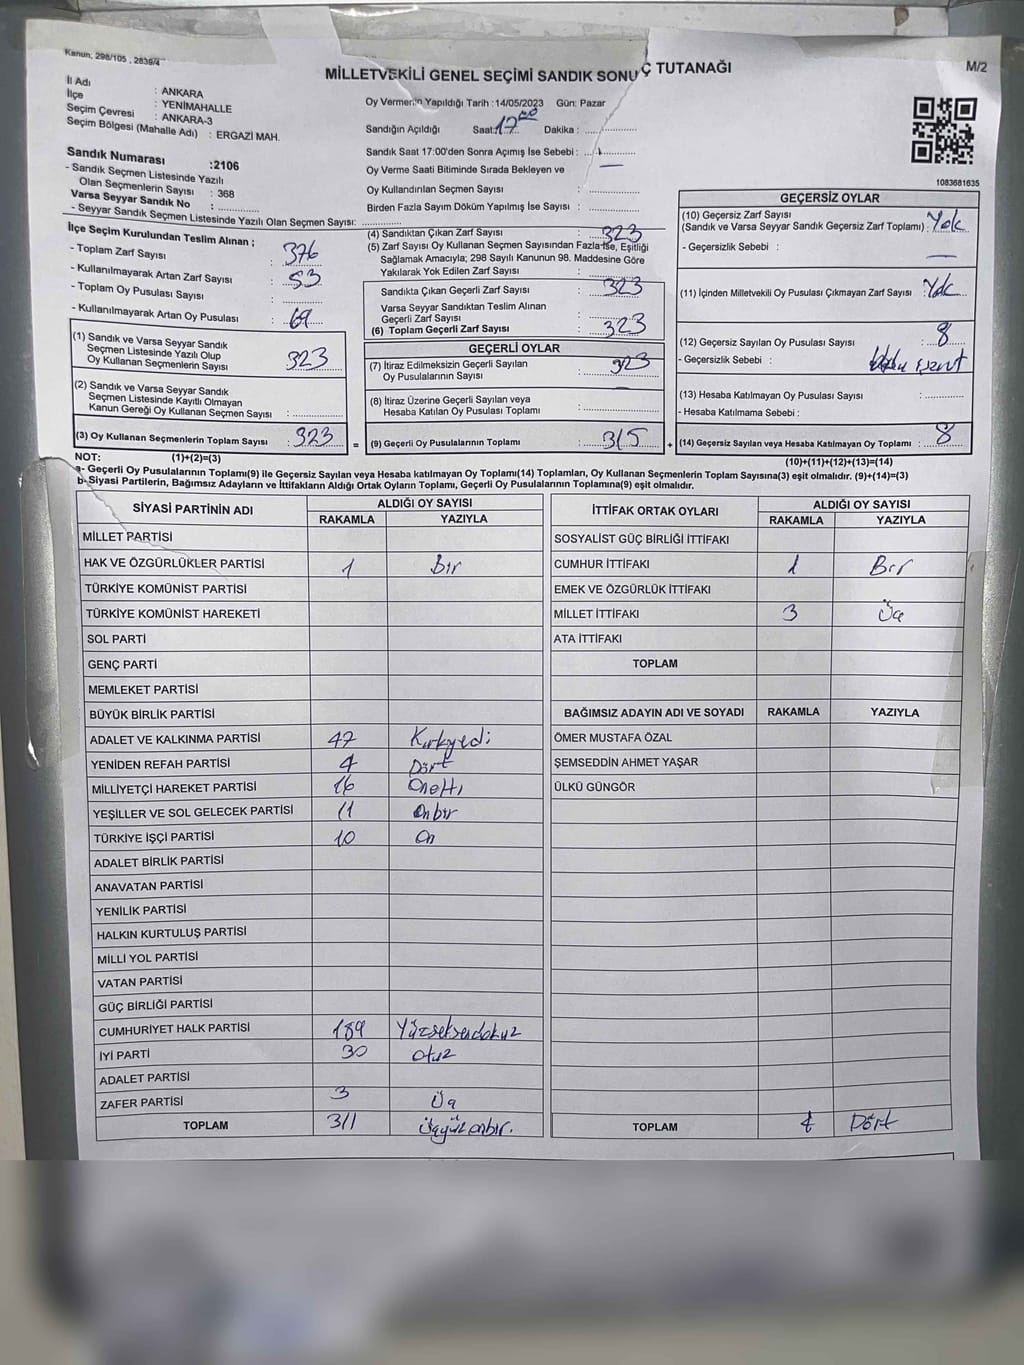 Kanun; 298/105 , 2839/4
MİLLETVEKİLİ GENEL SEÇİMİ SANDIK SONUÇ TUTANAĞI
M/2
İl Adı : ANKARA
İlçe : YENİMAHALLE
Seçim Çevresi : ANKARA-3
Seçim Bölgesi (Mahalle Adı) : ERGAZİ MAH.
Sandık Numarası :2106
- Sandık Seçmen Listesinde Yazılı
Olan Seçmenlerin Sayısı : 368
Varsa Seyyar Sandık No : ..............
- Seyyar Sandık Seçmen Listesinde Yazılı Olan Seçmen Sayısı: ..............
Oy Vermenin Yapıldığı Tarih :14/05/2023 Gün: Pazar
Sandığın Açıldığı Saat: 17.00 Dakika : ..............
Sandık Saat 17:00'den Sonra Açımış İse Sebebi : ..............
Oy Verme Saati Bitiminde Sırada Bekleyen ve —
Oy Kullandırılan Seçmen Sayısı : ..............
Birden Fazla Sayım Döküm Yapılmış İse Sayısı : ..............
1083681635
İlçe Seçim Kurulundan Teslim Alınan ;
- Toplam Zarf Sayısı : 376
- Kullanılmayarak Artan Zarf Sayısı : 53
- Toplam Oy Pusulası Sayısı : ..............
- Kullanılmayarak Artan Oy Pusulası : 69
(1) Sandık ve Varsa Seyyar Sandık
Seçmen Listesinde Yazılı Olup
Oy Kullanan Seçmenlerin Sayısı : 323
(2) Sandık ve Varsa Seyyar Sandık
Seçmen Listesinde Kayıtlı Olmayan
Kanun Gereği Oy Kullanan Seçmen Sayısı : ..............
(3) Oy Kullanan Seçmenlerin Toplam Sayısı : 323 =
(4) Sandıktan Çıkan Zarf Sayısı : 323
(5) Zarf Sayısı Oy Kullanan Seçmen Sayısından Fazla İse, Eşitliği
Sağlamak Amacıyla; 298 Sayılı Kanunun 98. Maddesine Göre
Yakılarak Yok Edilen Zarf Sayısı : ..............
Sandıkta Çıkan Geçerli Zarf Sayısı : 323
Varsa Seyyar Sandıktan Teslim Alınan
Geçerli Zarf Sayısı : ..............
(6) Toplam Geçerli Zarf Sayısı : 323
GEÇERLİ OYLAR
(7) İtiraz Edilmeksizin Geçerli Sayılan
Oy Pusulalarının Sayısı : 323
(8) İtiraz Üzerine Geçerli Sayılan veya
Hesaba Katılan Oy Pusulası Toplamı : ..............
(9) Geçerli Oy Pusulalarının Toplamı : 315 +
GEÇERSİZ OYLAR
(10) Geçersiz Zarf Sayısı
(Sandık ve Varsa Seyyar Sandık Geçersiz Zarf Toplamı) : Yok
- Geçersizlik Sebebi : —
(11) İçinden Milletvekili Oy Pusulası Çıkmayan Zarf Sayısı : Yok
(12) Geçersiz Sayılan Oy Pusulası Sayısı : 8
- Geçersizlik Sebebi :
(13) Hesaba Katılmayan Oy Pusulası Sayısı : ..............
- Hesaba Katılmama Sebebi :
(14) Geçersiz Sayılan veya Hesaba Katılmayan Oy Toplamı : 8
NOT: (1)+(2)=(3) (10)+(11)+(12)+(13)=(14)
a- Geçerli Oy Pusulalarının Toplamı(9) ile Geçersiz Sayılan veya Hesaba katılmayan Oy Toplamı(14) Toplamları, Oy Kullanan Seçmenlerin Toplam Sayısına(3) eşit olmalıdır. (9)+(14)=(3)
b- Siyasi Partilerin, Bağımsız Adayların ve İttifakların Aldığı Ortak Oyların Toplamı, Geçerli Oy Pusulalarının Toplamına(9) eşit olmalıdır.
SİYASİ PARTİNİN ADI ALDIĞI OY SAYISI
RAKAMLA YAZIYLA
MİLLET PARTİSİ
HAK VE ÖZGÜRLÜKLER PARTİSİ 1 Bir
TÜRKİYE KOMÜNİST PARTİSİ
TÜRKİYE KOMÜNİST HAREKETİ
SOL PARTİ
GENÇ PARTİ
MEMLEKET PARTİSİ
BÜYÜK BİRLİK PARTİSİ
ADALET VE KALKINMA PARTİSİ 47 Kırkyedi
YENİDEN REFAH PARTİSİ 4 Dört
MİLLİYETÇİ HAREKET PARTİSİ 16 Onaltı
YEŞİLLER VE SOL GELECEK PARTİSİ 11 Onbir
TÜRKİYE İŞÇİ PARTİSİ 10 On
ADALET BİRLİK PARTİSİ
ANAVATAN PARTİSİ
YENİLİK PARTİSİ
HALKIN KURTULUŞ PARTİSİ
MİLLİ YOL PARTİSİ
VATAN PARTİSİ
GÜÇ BİRLİĞİ PARTİSİ
CUMHURİYET HALK PARTİSİ 189 Yüzseksendokuz
İYİ PARTİ 30 otuz
ADALET PARTİSİ
ZAFER PARTİSİ 3 Üç
TOPLAM 311 Üçyüzonbir.
İTTİFAK ORTAK OYLARI ALDIĞI OY SAYISI
RAKAMLA YAZIYLA
SOSYALİST GÜÇ BİRLİĞİ İTTİFAKI
CUMHUR İTTİFAKI 1 Bir
EMEK VE ÖZGÜRLÜK İTTİFAKI
MİLLET İTTİFAKI 3 Üç
ATA İTTİFAKI
TOPLAM
BAĞIMSIZ ADAYIN ADI VE SOYADI RAKAMLA YAZIYLA
ÖMER MUSTAFA ÖZAL
ŞEMSEDDİN AHMET YAŞAR
ÜLKÜ GÜNGÖR
TOPLAM 4 Dört